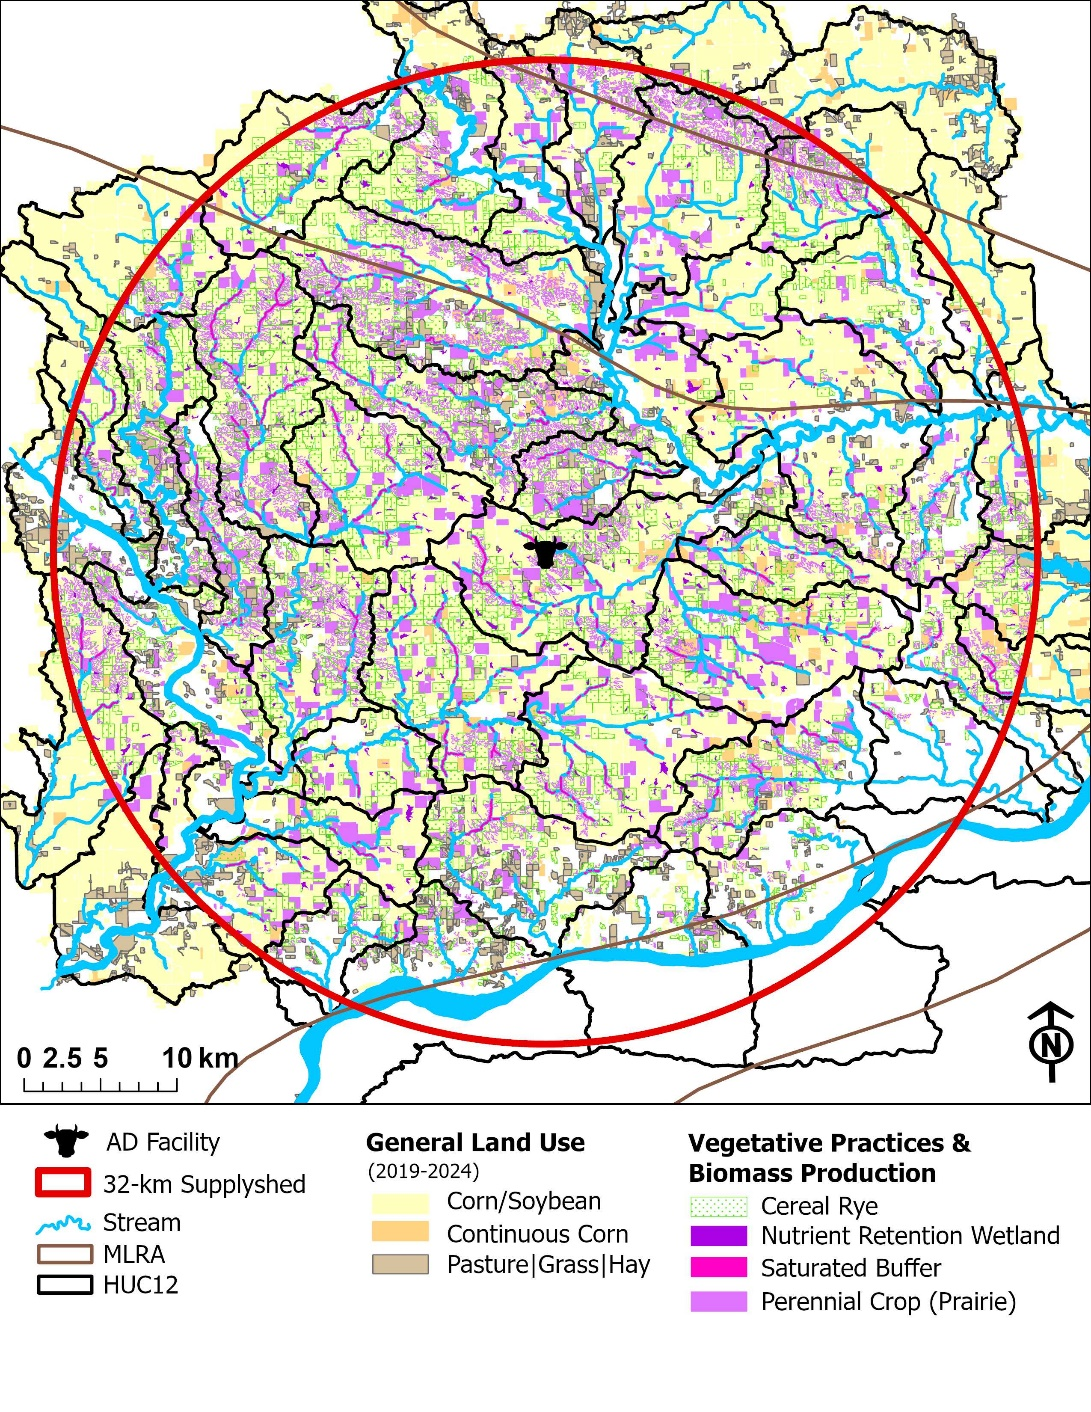 N
0 2.5 5 10 km
AD Facility
32-km Supplyshed
Stream
MLRA
HUC12
General Land Use
(2019-2024)
Corn/Soybean
Continuous Corn
Pasture|Grass|Hay
Vegetative Practices &
Biomass Production
Cereal Rye
Nutrient Retention Wetland
Saturated Buffer
Perennial Crop (Prairie)